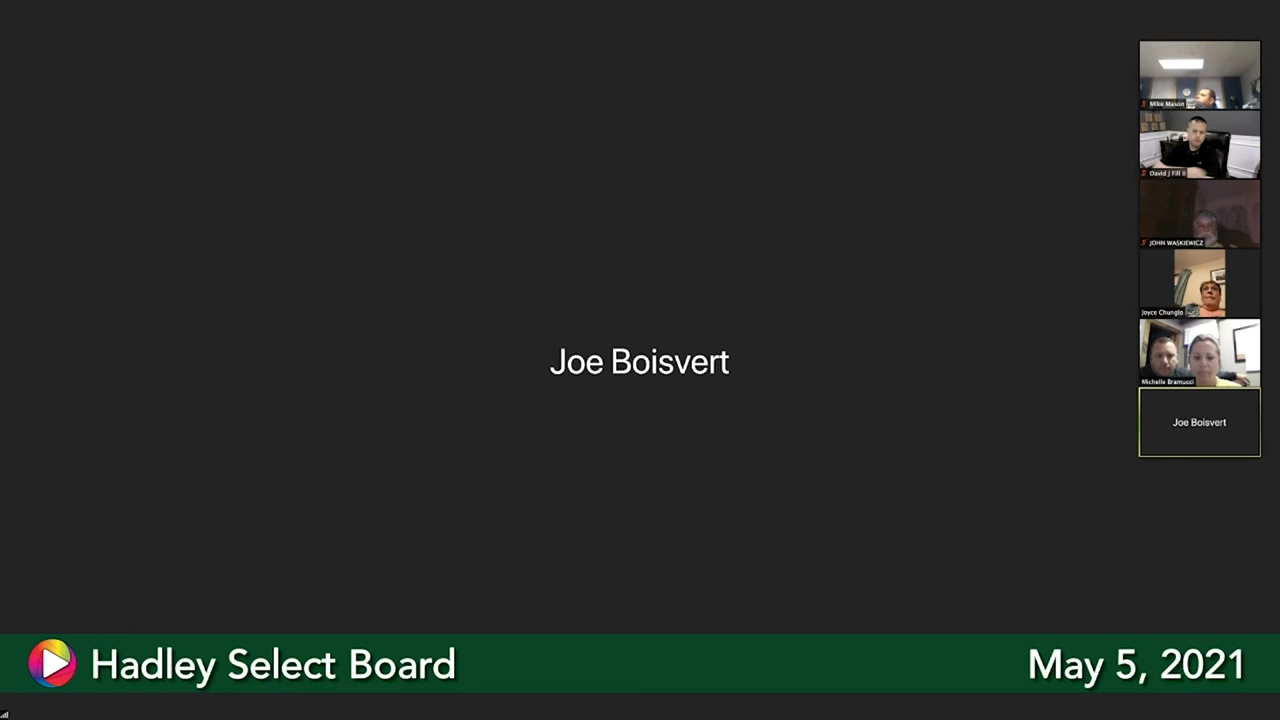 Mike Mason
David J Fill II
JOHN WASKIEWICZ
Joyce Chunglo
Michelle Bramucci
Joe Boisvert
Joe Boisvert
Hadley Select Board
May 5, 2021